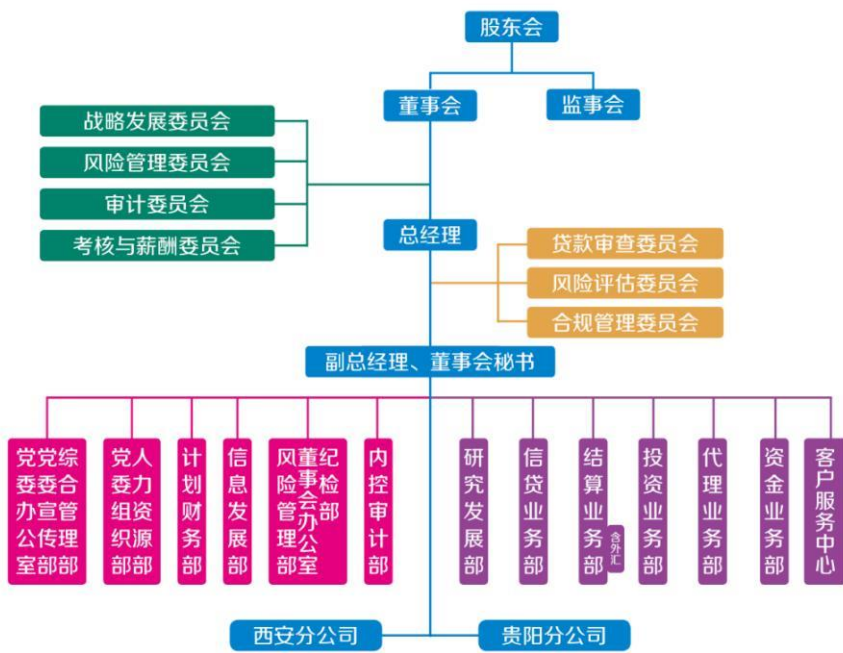 股东会
董事会
监事会
战略发展委员会
风险管理委员会
审计委员会
考核与薪酬委员会
总经理
贷款审查委员会
风险评估委员会
合规管理委员会
副总经理、董事会秘书
党委办公室
党委宣传部
综合管理部
党委组织部
人力资源部
计划财务部
信息发展部
风险管理部
董事会办公室
纪检部
内控审计部
研究发展部
信贷业务部
结算业务部
含外汇
投资业务部
代理业务部
资金业务部
客户服务中心
西安分公司
贵阳分公司